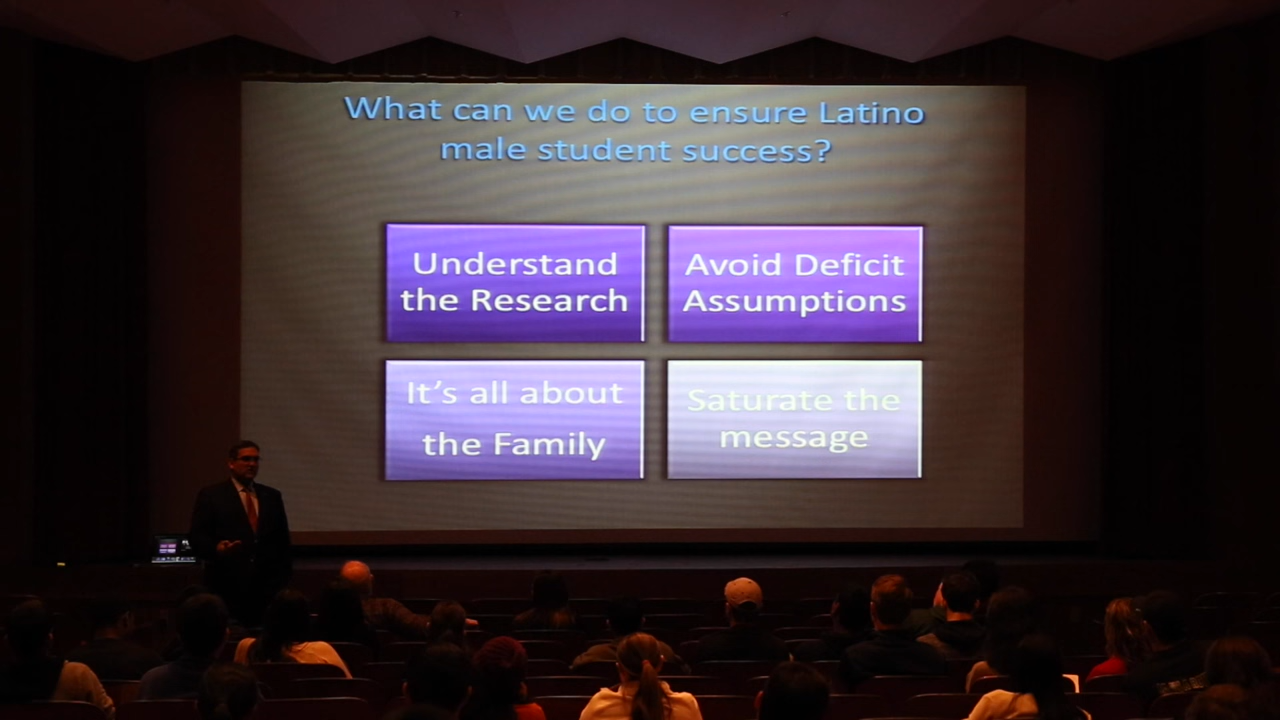 What can we do to ensure Latino
male student success?
Understand
the Research
Avoid Deficit
Assumptions
It's all about
the Family
Saturate the
message